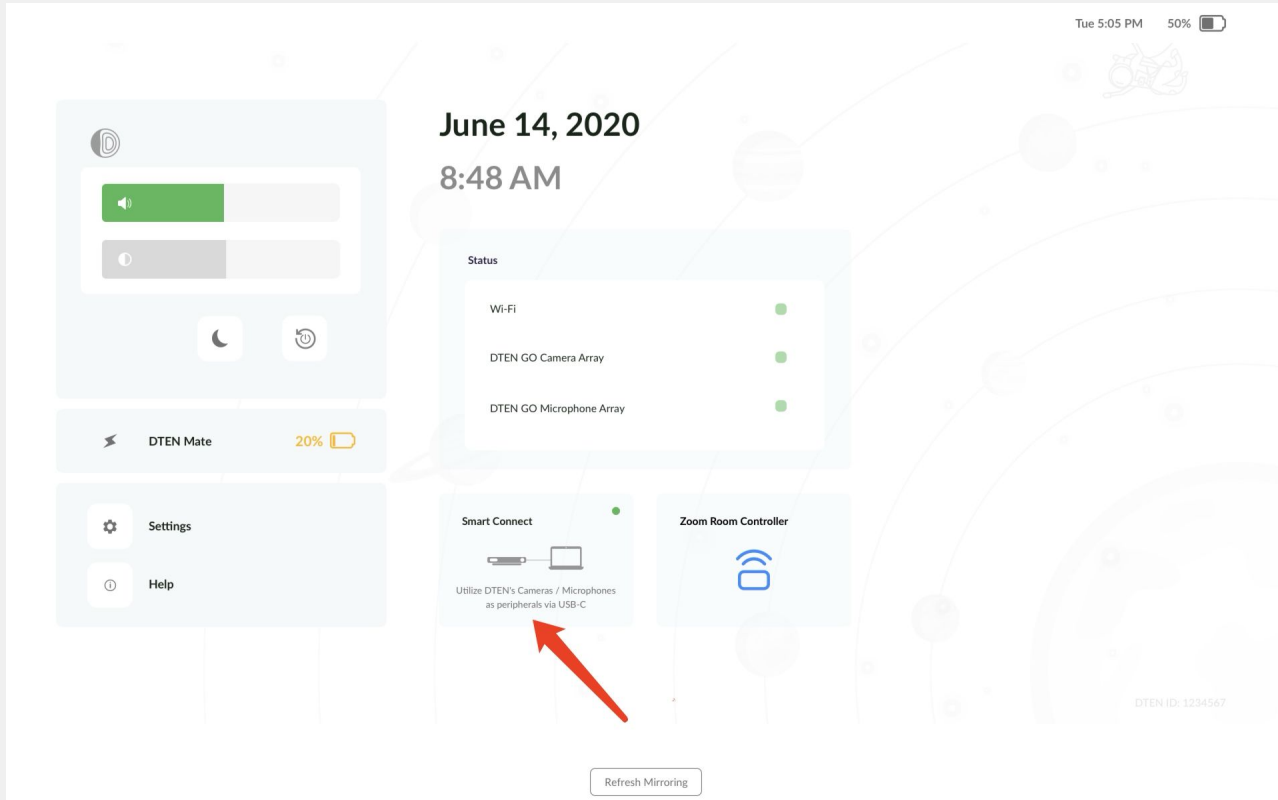 Tue 5:05 PM 50%
June 14, 2020
8:48 AM
Status
Wi-Fi
DTEN GO Camera Array
DTEN GO Microphone Array
DTEN Mate 20%
Settings
Help
Smart Connect
Utilize DTEN's Cameras / Microphones
as peripherals via USB-C
Zoom Room Controller
DTEN ID: 1234567
Refresh Mirroring